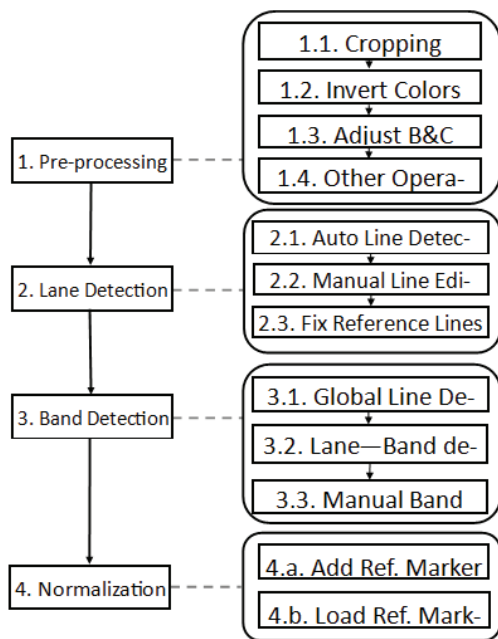 1. Pre-processing
1.1. Cropping
1.2. Invert Colors
1.3. Adjust B&C
1.4. Other Opera-
2. Lane Detection
2.1. Auto Line Detec-
2.2. Manual Line Edi-
2.3. Fix Reference Lines
3. Band Detection
3.1. Global Line De-
3.2. Lane—Band de-
3.3. Manual Band
4. Normalization
4.a. Add Ref. Marker
4.b. Load Ref. Mark-